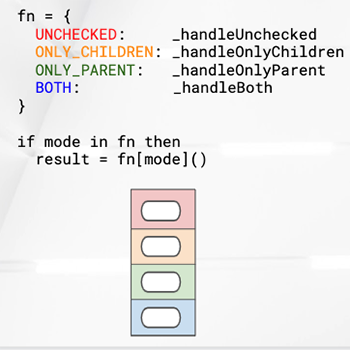 fn = {
UNCHECKED: _handleUnchecked
ONLY_CHILDREN: _handleOnlyChildren
ONLY_PARENT: _handleOnlyParent
BOTH: _handleBoth
}
if mode in fn then
result = fn[mode]()